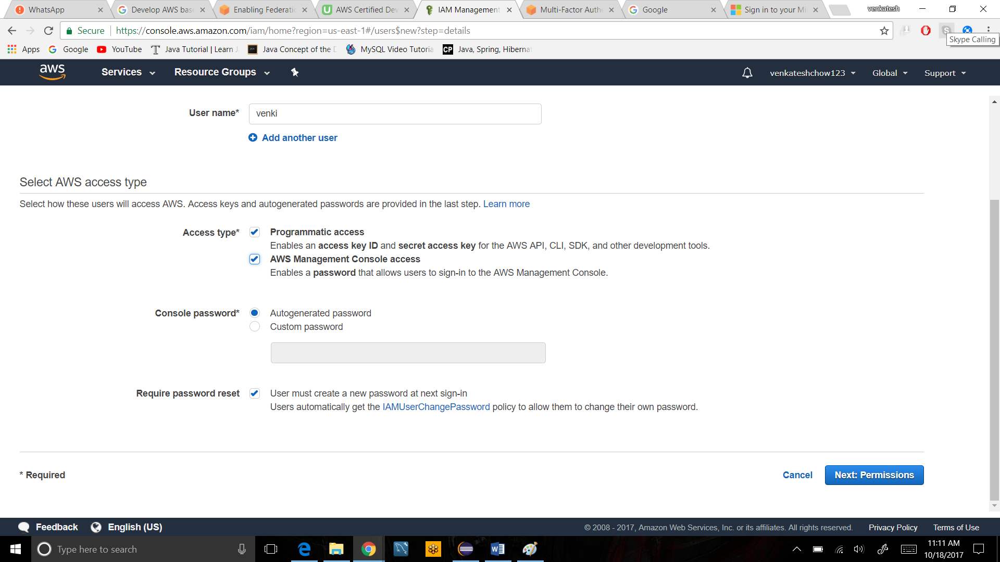 WhatsApp
Develop AWS bas
Enabling Federatic
AWS Certified Dev
IAM Management
Multi-Factor Auth
Google
Sign in to your Mi
venkatesh
Secure
https://console.aws.amazon.com/iam/home?region=us-east-1#/users$new?step=details
Skype Calling
Apps
Google
YouTube
Java Tutorial | Learn J
Java Concept of the D
MySQL Video Tutoria
CP
Java, Spring, Hibernat
aws
Services
Resource Groups
venkateshchow123
Global
Support
User name*
venki
Add another user
Select AWS access type
Select how these users will access AWS. Access keys and autogenerated passwords are provided in the last step. Learn more
Access type*
Programmatic access
Enables an access key ID and secret access key for the AWS API, CLI, SDK, and other development tools.
AWS Management Console access
Enables a password that allows users to sign-in to the AWS Management Console.
Console password*
Autogenerated password
Custom password
Require password reset
User must create a new password at next sign-in
Users automatically get the IAMUserChangePassword policy to allow them to change their own password.
* Required
Cancel
Next: Permissions
Feedback
English (US)
© 2008 - 2017, Amazon Web Services, Inc. or its affiliates. All rights reserved.
Privacy Policy
Terms of Use
Type here to search
11:11 AM
10/18/2017